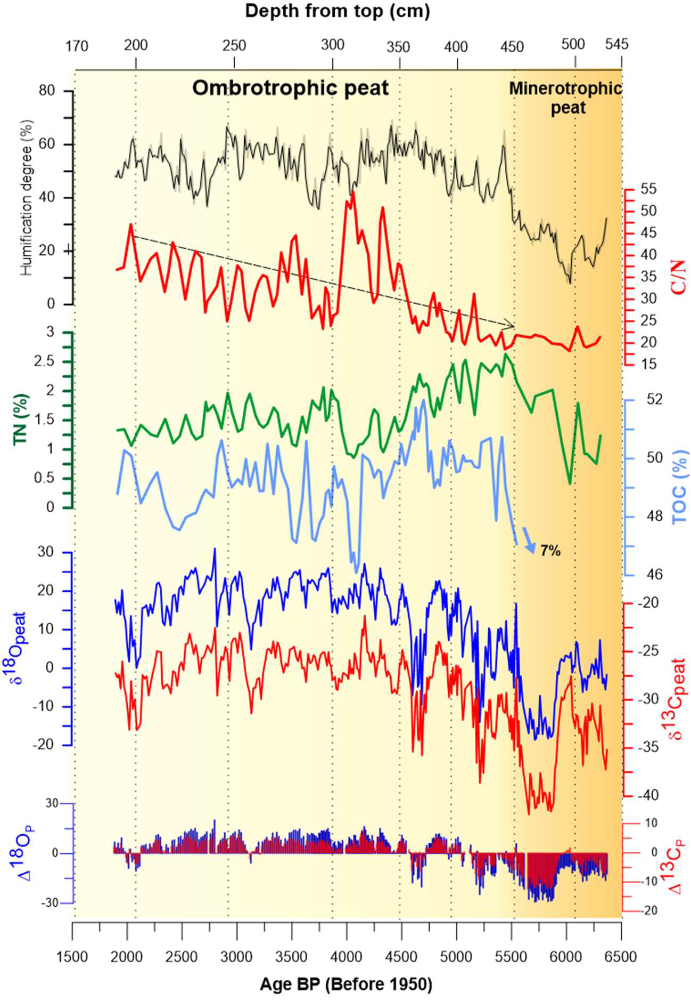 Depth from top (cm)
170 200 250 300 350 400 450 500 545
Ombrotrophic peat
Minerotrophic
peat
Humification degree (%)
80
60
40
20
0
C/N
55
50
45
40
35
30
25
20
15
TN (%)
3
2.5
2
1.5
1
0.5
0
TOC (%)
52
50
48
46
7%
δ18Opeat
30
20
10
0
-10
-20
δ13Cpeat
-20
-25
-30
-35
-40
Δ18OP
30
0
-30
Δ13CP
10
0
-10
-20
1500 2000 2500 3000 3500 4000 4500 5000 5500 6000 6500
Age BP (Before 1950)